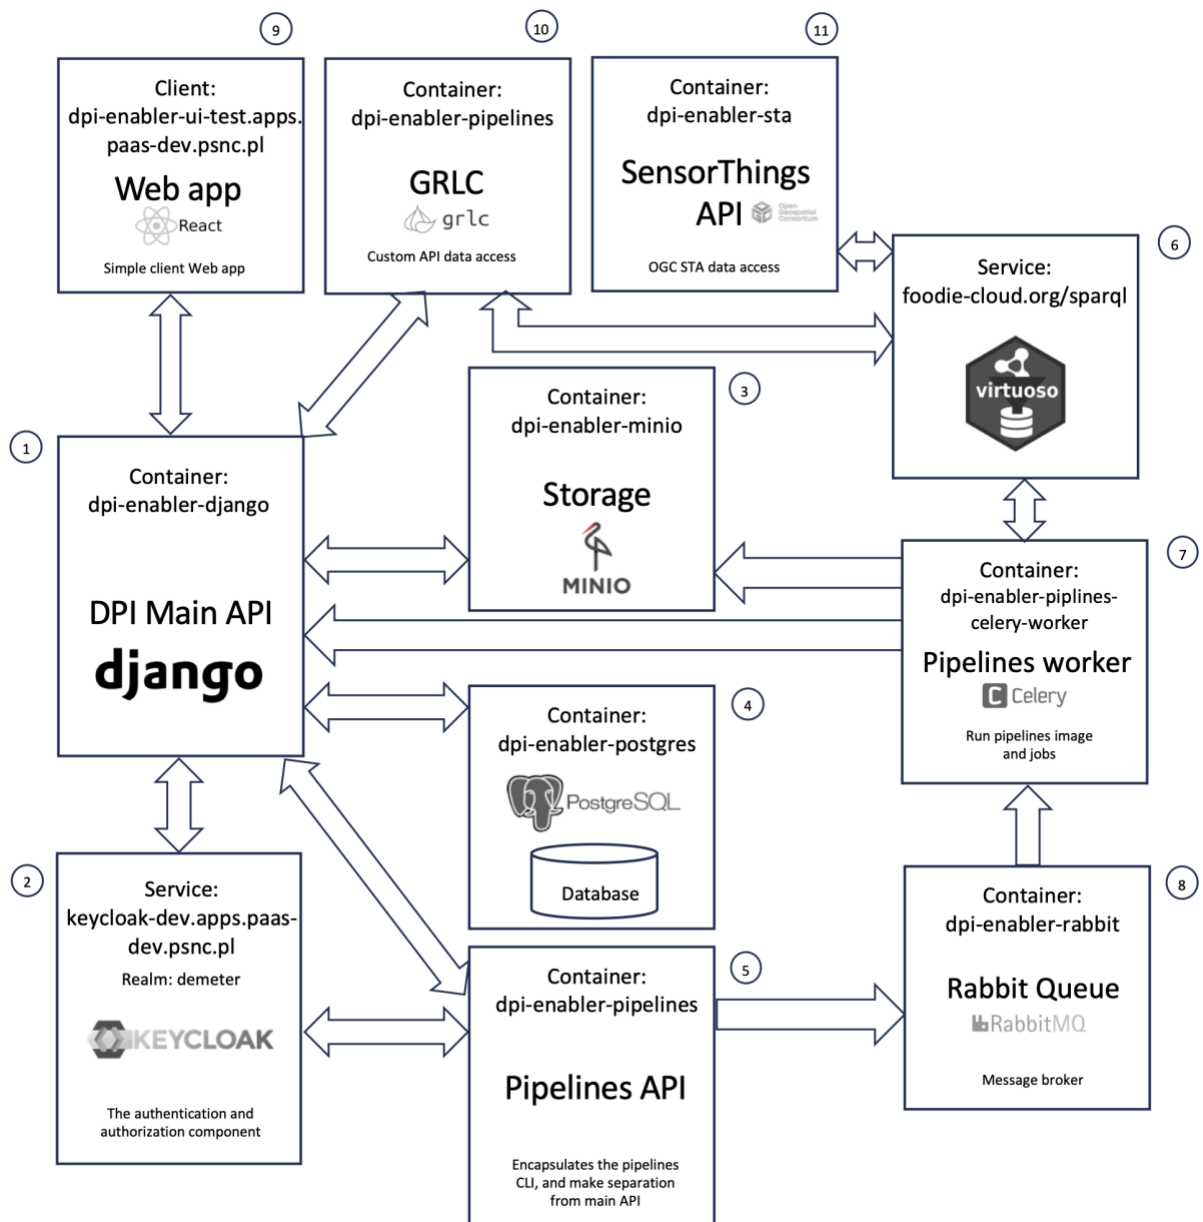 9
Client:
dpi-enabler-ui-test.apps.
paas-dev.psnc.pl
Web app
React
Simple client Web app
10
Container:
dpi-enabler-pipelines
GRLC
grlc
Custom API data access
11
Container:
dpi-enabler-sta
SensorThings
API
Open
Geospatial
Consortium
OGC STA data access
6
Service:
foodie-cloud.org/sparql
virtuoso
3
Container:
dpi-enabler-minio
Storage
MINIO
1
Container:
dpi-enabler-django
DPI Main API
django
7
Container:
dpi-enabler-piplines-
celery-worker
Pipelines worker
C Celery
Run pipelines image
and jobs
4
Container:
dpi-enabler-postgres
PostgreSQL
Database
2
Service:
keycloak-dev.apps.paas-
dev.psnc.pl
Realm: demeter
KEYCLOAK
The authentication and
authorization component
5
Container:
dpi-enabler-pipelines
Pipelines API
Encapsulates the pipelines
CLI, and make separation
from main API
8
Container:
dpi-enabler-rabbit
Rabbit Queue
RabbitMQ
Message broker